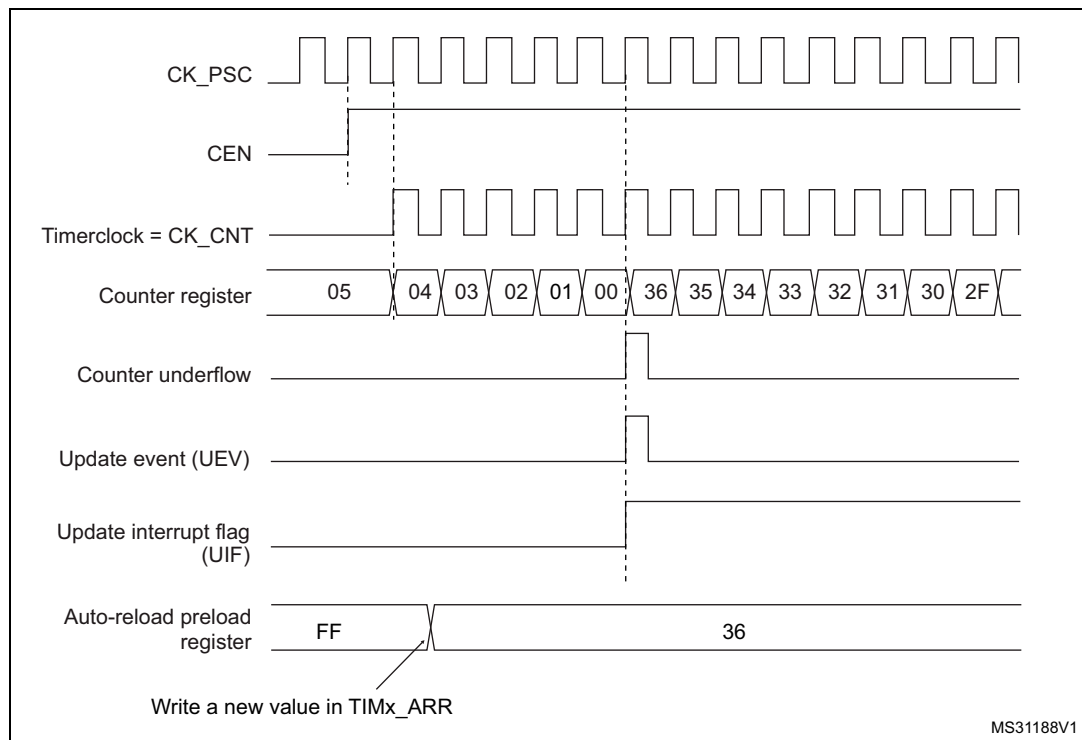 CK_PSC
CEN
Timerclock = CK_CNT
Counter register
05 04 03 02 01 00 36 35 34 33 32 31 30 2F
Counter underflow
Update event (UEV)
Update interrupt flag
(UIF)
Auto-reload preload
register
FF 36
Write a new value in TIMx_ARR
MS31188V1